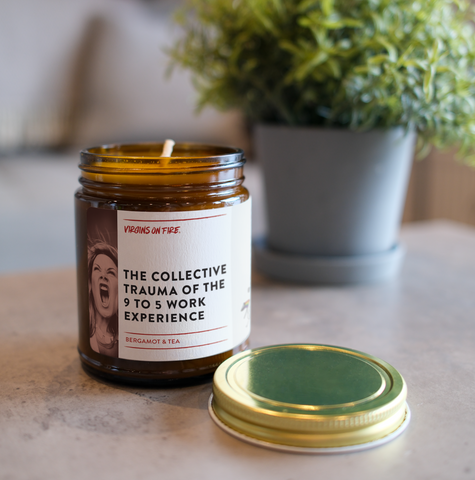 VIRGINS ON FIRE.
THE COLLECTIVE
TRAUMA OF THE
9 TO 5 WORK
EXPERIENCE
BERGAMOT & TEA